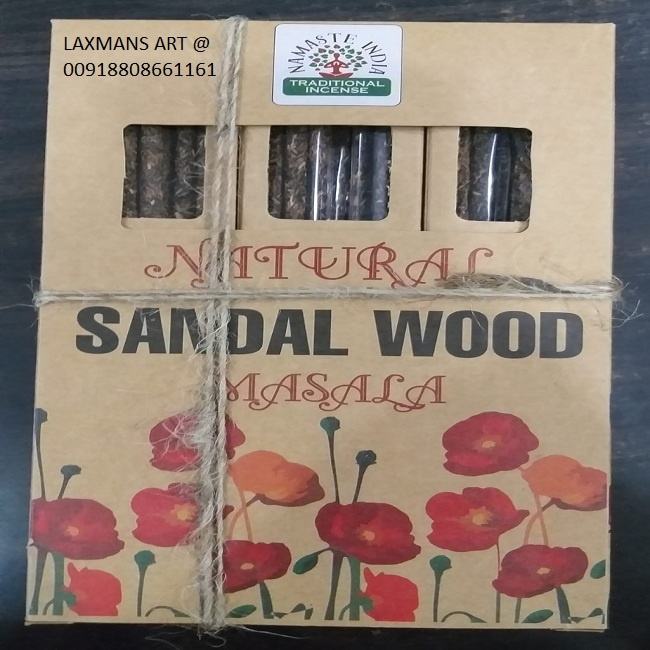 LAXMANS ART @
00918808661161
NAMASTE INDIA
TRADITIONAL
INCENSE
NATURAL
SANDAL WOOD
MASALA